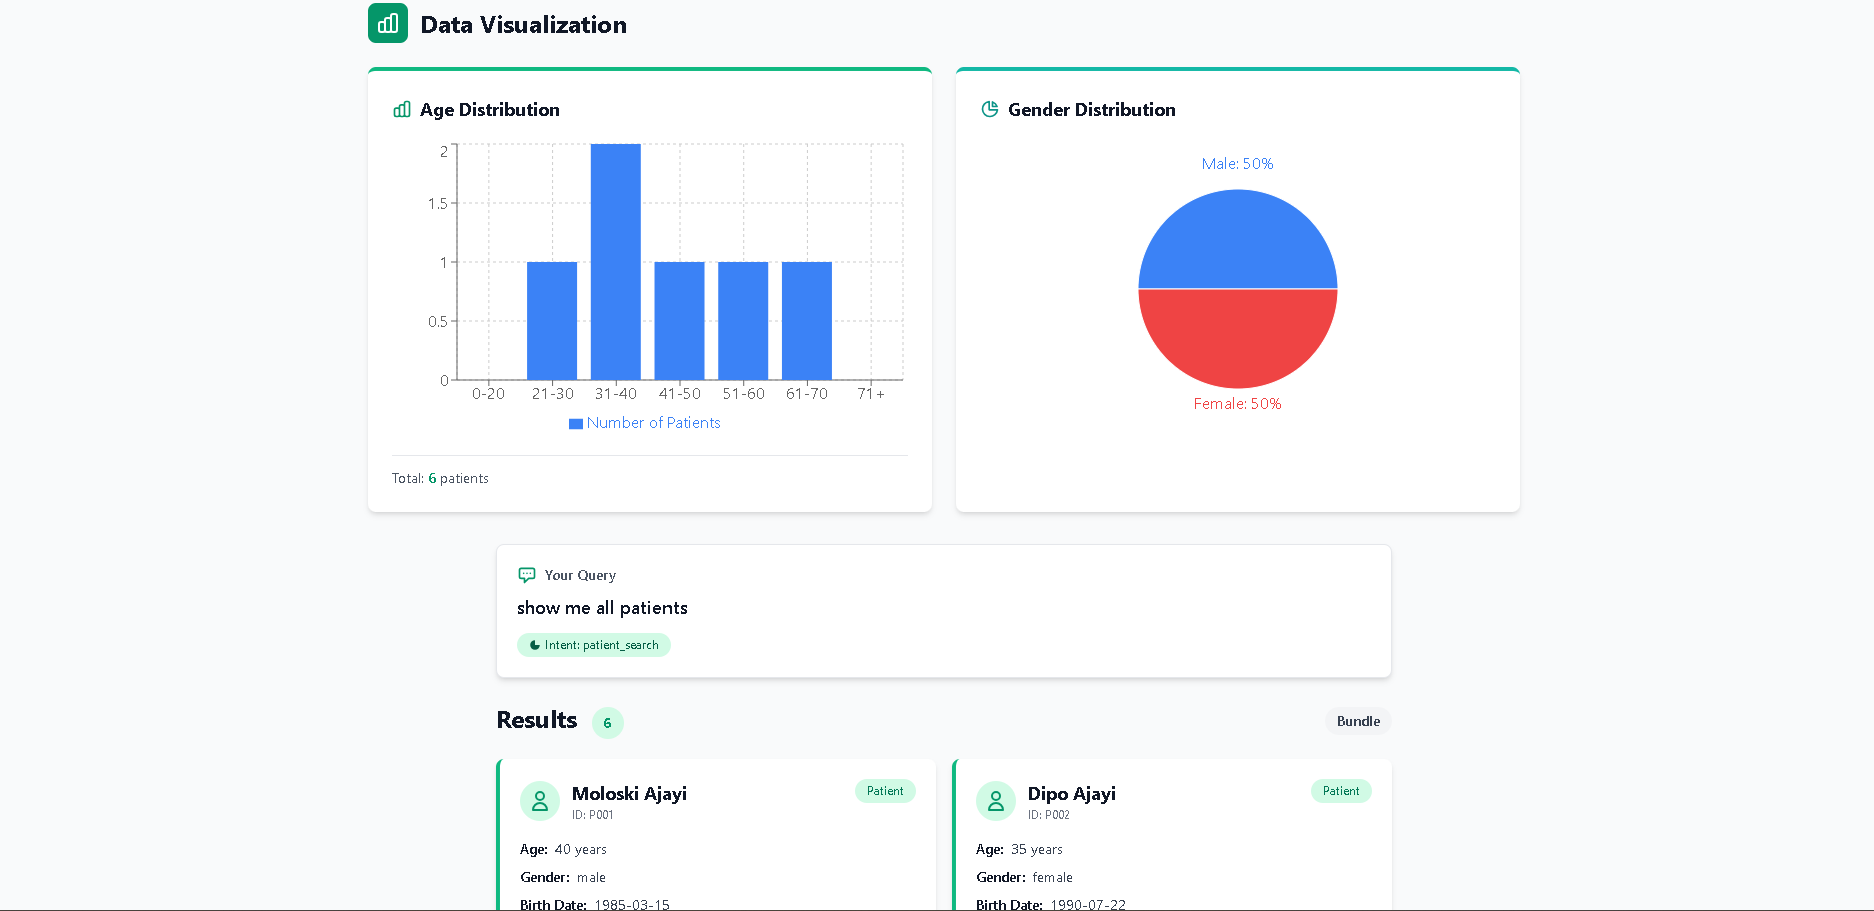 Data Visualization
Age Distribution
2
1.5
1
0.5
0
0-20 21-30 31-40 41-50 51-60 61-70 71+
Number of Patients
Total: 6 patients
Gender Distribution
Male: 50%
Female: 50%
Your Query
show me all patients
Intent: patient_search
Results 6
Bundle
Moloski Ajayi
Patient
ID: P001
Age: 40 years
Gender: male
Birth Date: 1985-03-15
Dipo Ajayi
Patient
ID: P002
Age: 35 years
Gender: female
Birth Date: 1990-07-22